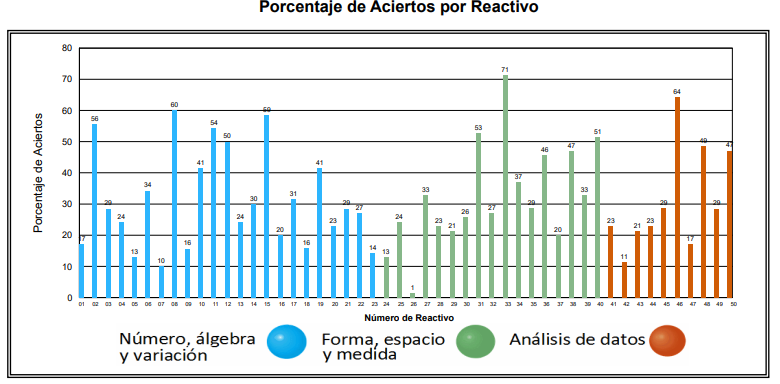 Porcentaje de Aciertos por Reactivo
Porcentaje de Aciertos
80
70
60
50
40
30
20
10
0
17 56 29 24 13 34 10 60 16 41 54 50 24 30 59 20 31 16 41 23 29 27 14 13 24 1 33 23 21 26 53 27 71 37 29 46 20 47 33 51 23 11 21 23 29 64 17 49 29 47
01 02 03 04 05 06 07 08 09 10 11 12 13 14 15 16 17 18 19 20 21 22 23 24 25 26 27 28 29 30 31 32 33 34 35 36 37 38 39 40 41 42 43 44 45 46 47 48 49 50
Número de Reactivo
Número, álgebra
y variación
Forma, espacio
y medida
Análisis de datos